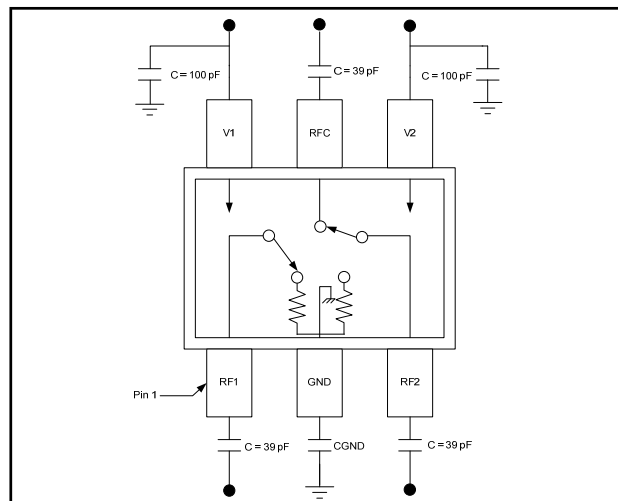 C = 100 pF
C = 39 pF
C = 100 pF
V1
RFC
V2
RF1
GND
RF2
Pin 1
C = 39 pF
CGND
C = 39 pF